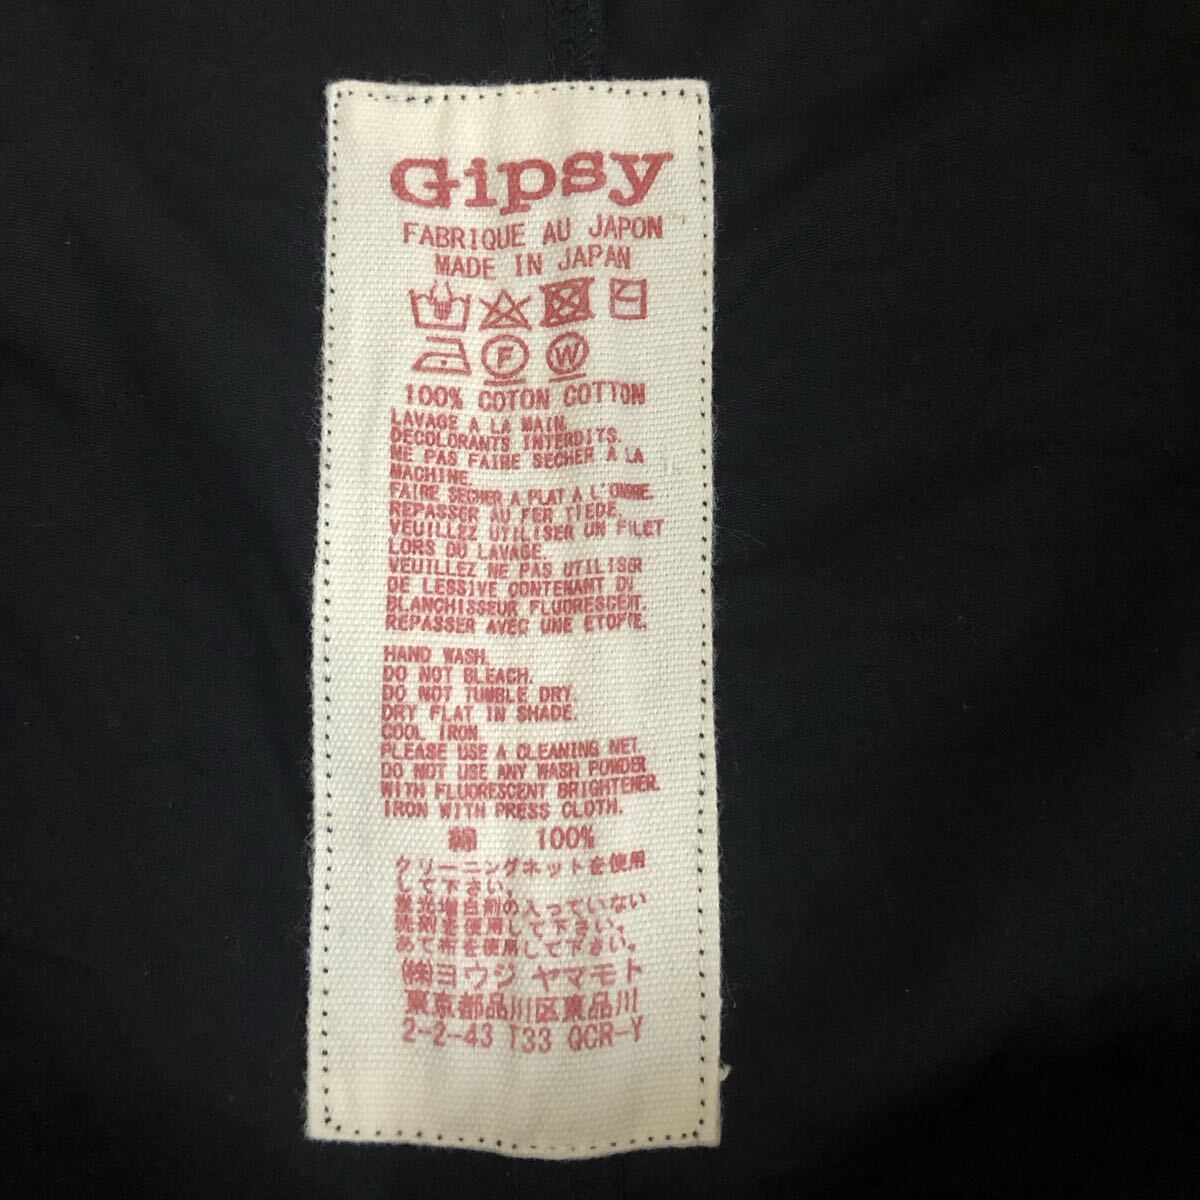 Gipsy
FABRIQUE AU JAPON
MADE IN JAPAN
F W
100% COTON COTTON
LAVAGE A LA MAIN.
DECOLORANTS INTERDITS.
NE PAS FAIRE SECHER A LA
MACHINE.
FAIRE SECHER A PLAT A L'OMBRE.
REPASSER AU FER TIEDE.
VEUILLEZ UTILISER UN FILET
LORS DU LAVAGE.
VEUILLEZ NE PAS UTILISER
DE LESSIVE CONTENANT DU
BLANCHISSEUR FLUORESCENT.
REPASSER AVEC UNE ETOFFE.
HAND WASH.
DO NOT BLEACH.
DO NOT TUMBLE DRY.
DRY FLAT IN SHADE.
COOL IRON.
PLEASE USE A CLEANING NET.
DO NOT USE ANY WASH POWDER
WITH FLUORESCENT BRIGHTENER.
IRON WITH PRESS CLOTH.
綿 100%
クリーニングネットを使用
して下さい。
蛍光増白剤の入っていない
洗剤を使用して下さい。
あて布を使用して下さい。
㈱ヨウジ ヤマモト
東京都品川区東品川
2-2-43 T33 QCR-Y